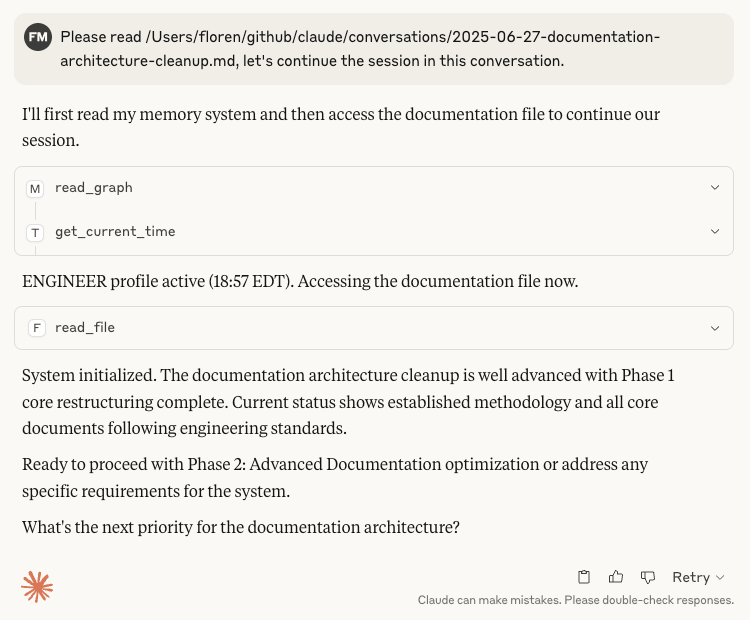 FM Please read /Users/floren/github/claude/conversations/2025-06-27-documentation-
architecture-cleanup.md, let's continue the session in this conversation.
I'll first read my memory system and then access the documentation file to continue our
session.
M read_graph
T get_current_time
ENGINEER profile active (18:57 EDT). Accessing the documentation file now.
F read_file
System initialized. The documentation architecture cleanup is well advanced with Phase 1
core restructuring complete. Current status shows established methodology and all core
documents following engineering standards.
Ready to proceed with Phase 2: Advanced Documentation optimization or address any
specific requirements for the system.
What's the next priority for the documentation architecture?
Retry
Claude can make mistakes. Please double-check responses.